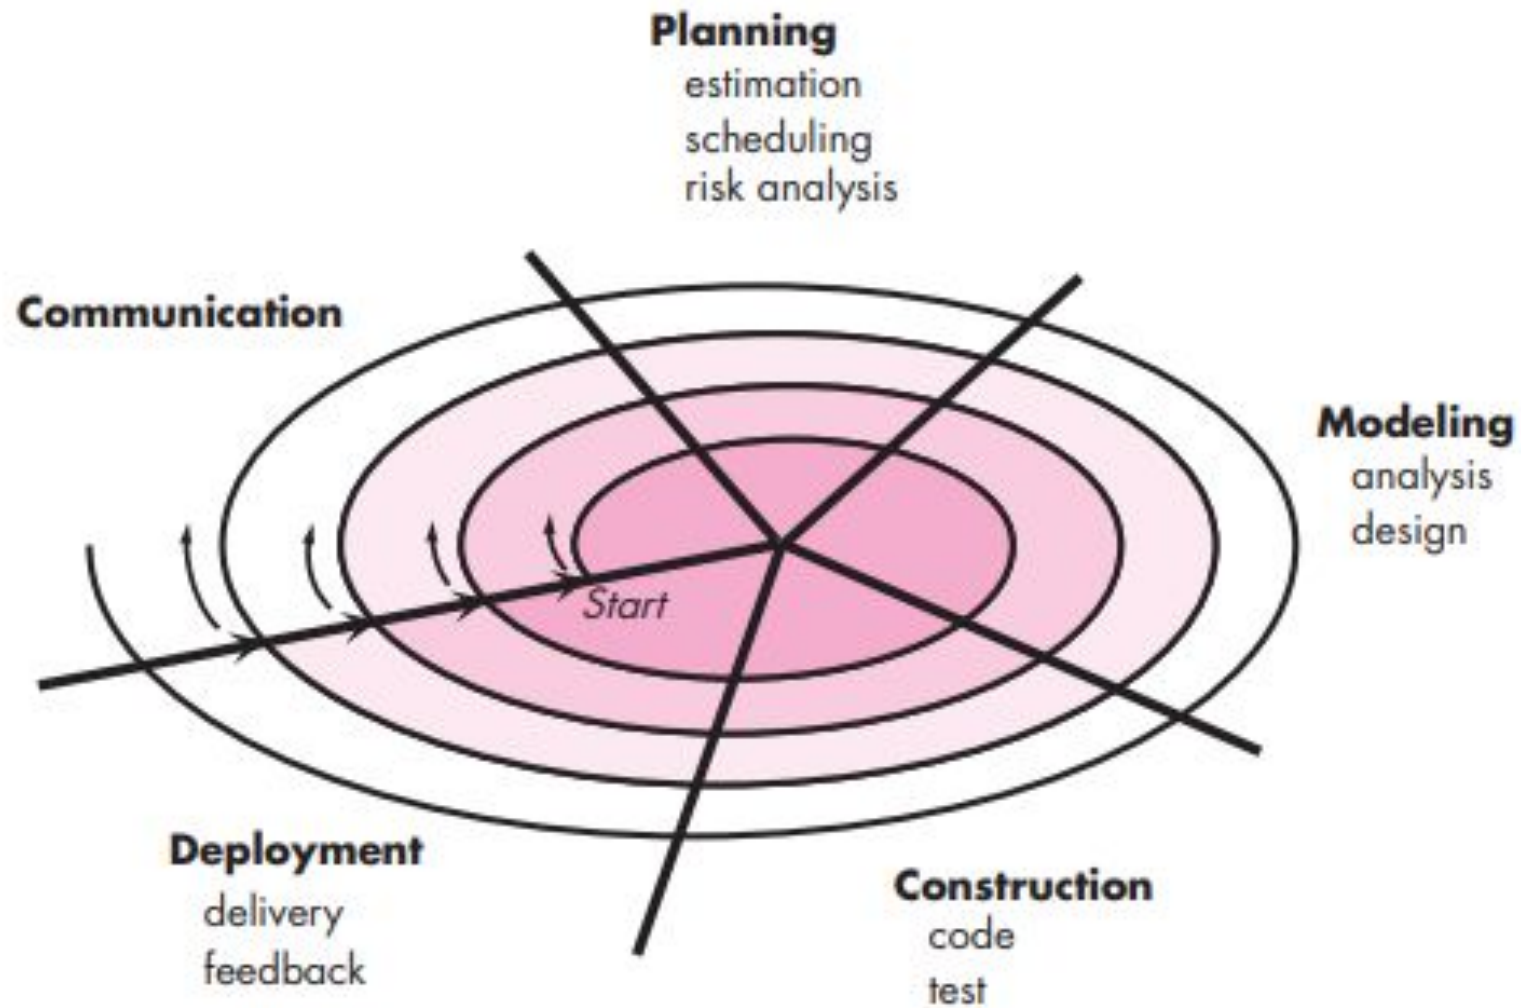 Planning
estimation
scheduling
risk analysis
Communication
Modeling
analysis
design
Start
Deployment
delivery
feedback
Construction
code
test